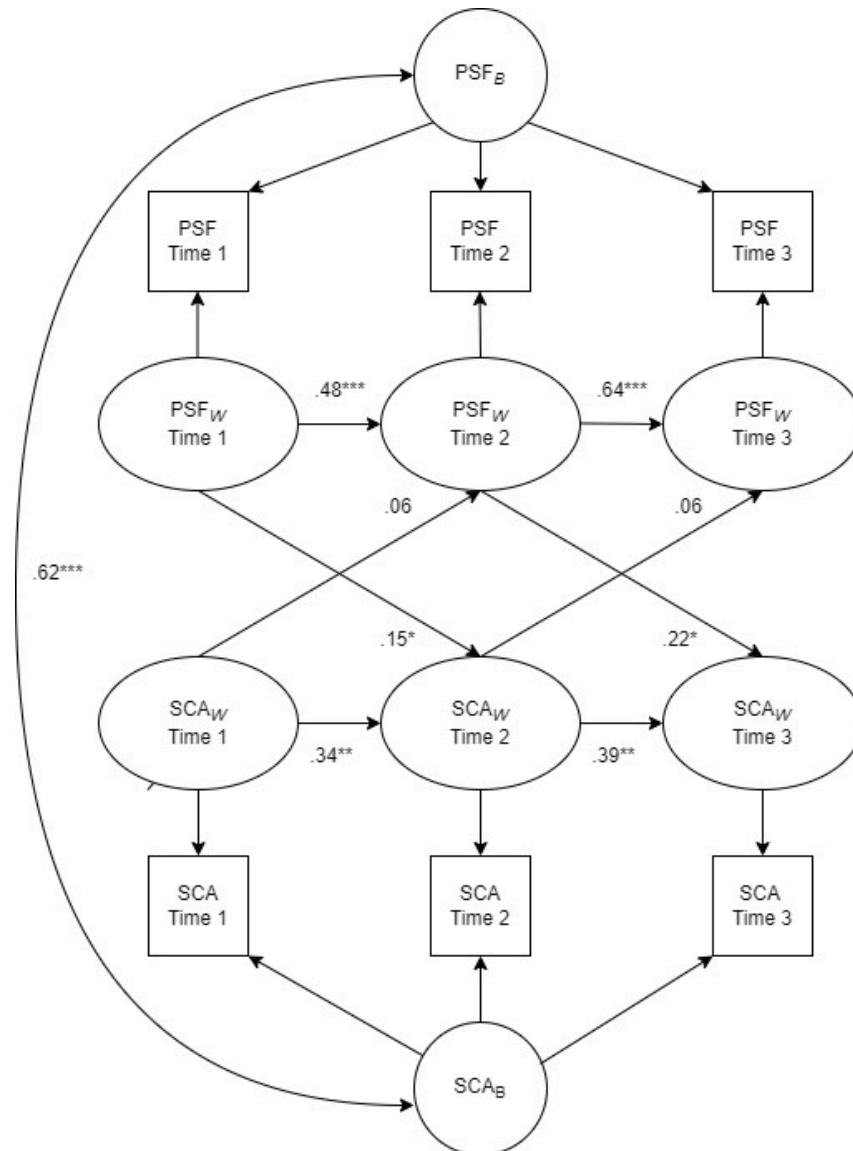 PSF_B
PSF
Time 1
PSF
Time 2
PSF
Time 3
PSF_W
Time 1
.48***
PSF_W
Time 2
.64***
PSF_W
Time 3
.06
.06
.62***
.15*
.22*
SCA_W
Time 1
.34**
SCA_W
Time 2
.39**
SCA_W
Time 3
SCA
Time 1
SCA
Time 2
SCA
Time 3
SCA_B